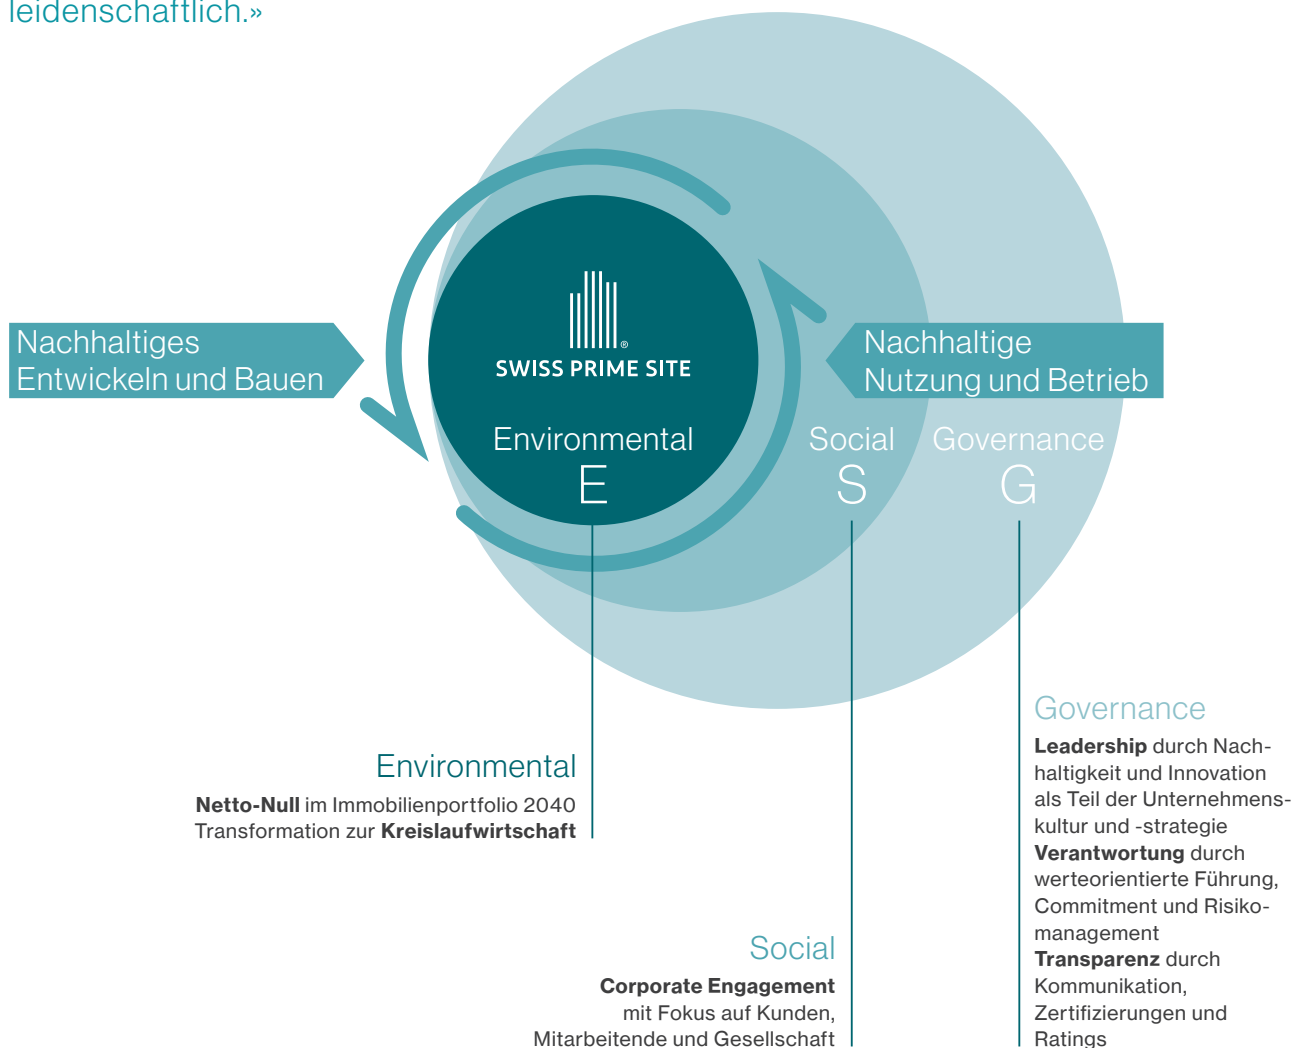 leidenschaftlich.»
Nachhaltiges
Entwickeln und Bauen
®
SWISS PRIME SITE
Nachhaltige
Nutzung und Betrieb
Environmental
E
Social
S
Governance
G
Environmental
Netto-Null im Immobilienportfolio 2040
Transformation zur Kreislaufwirtschaft
Social
Corporate Engagement
mit Fokus auf Kunden,
Mitarbeitende und Gesellschaft
Governance
Leadership durch Nach-
haltigkeit und Innovation
als Teil der Unternehmens-
kultur und -strategie
Verantwortung durch
werteorientierte Führung,
Commitment und Risiko-
management
Transparenz durch
Kommunikation,
Zertifizierungen und
Ratings